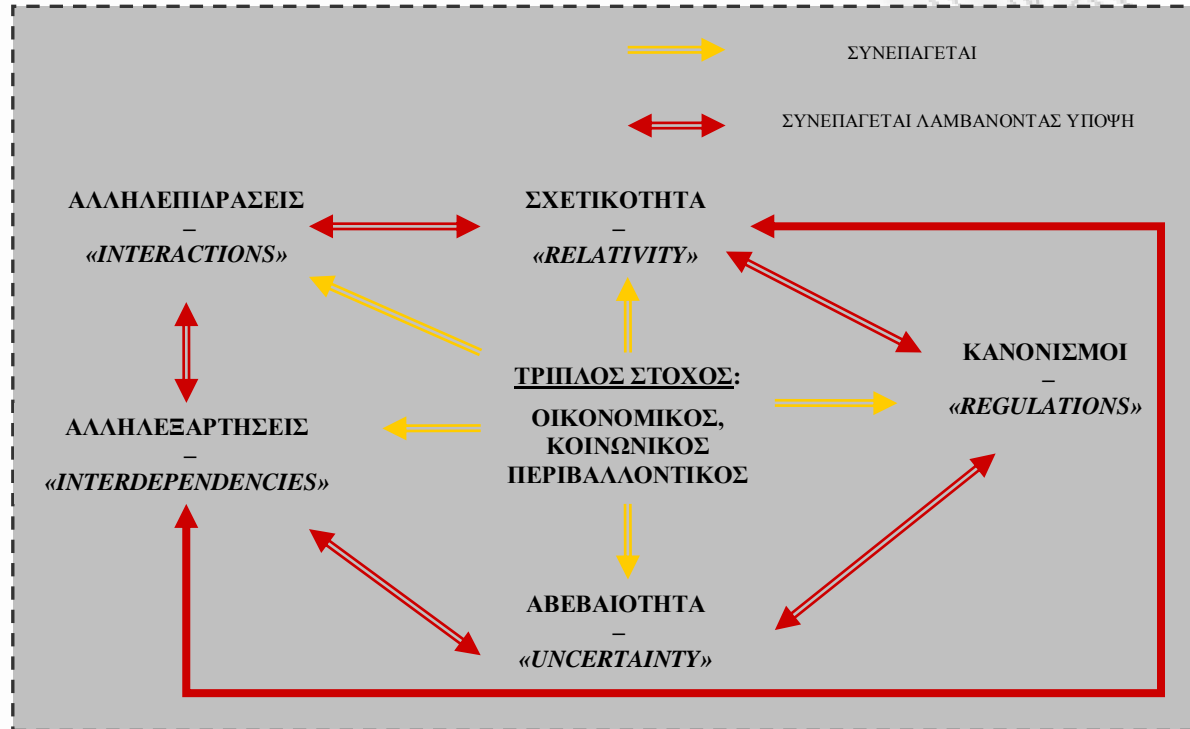 ΣΥΝΕΠΑΓΕΤΑΙ
ΣΥΝΕΠΑΓΕΤΑΙ ΛΑΜΒΑΝΟΝΤΑΣ ΥΠΟΨΗ
ΑΛΛΗΛΕΠΙΔΡΑΣΕΙΣ
–
«INTERACTIONS»
ΣΧΕΤΙΚΟΤΗΤΑ
–
«RELATIVITY»
ΚΑΝΟΝΙΣΜΟΙ
–
«REGULATIONS»
ΤΡΙΠΛΟΣ ΣΤΟΧΟΣ:
ΟΙΚΟΝΟΜΙΚΟΣ,
ΚΟΙΝΩΝΙΚΟΣ
ΠΕΡΙΒΑΛΛΟΝΤΙΚΟΣ
ΑΛΛΗΛΕΞΑΡΤΗΣΕΙΣ
–
«INTERDEPENDENCIES»
ΑΒΕΒΑΙΟΤΗΤΑ
–
«UNCERTAINTY»